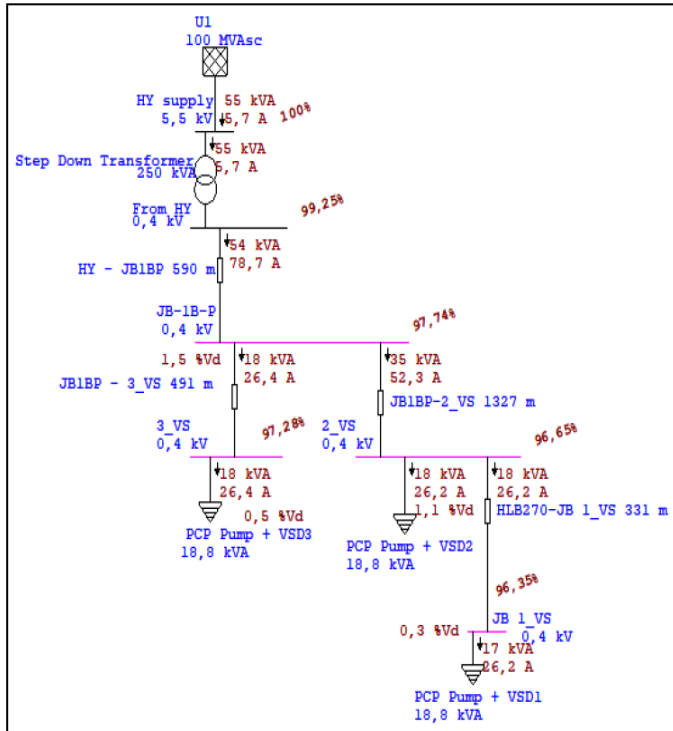 U1
100 MVAsc
HY supply
5,5 kV
55 kVA
5,7 A
100%
55 kVA
5,7 A
Step Down Transformer
250 kVA
From HY
0,4 kV
99,25%
54 kVA
78,7 A
HY - JB1BP 590 m
JB-1B-P
0,4 kV
97,74%
1,5 %Vd
18 kVA
26,4 A
35 kVA
52,3 A
JB1BP - 3_VS 491 m
JB1BP-2_VS 1327 m
3_VS
0,4 kV
97,28%
2_VS
0,4 kV
96,65%
18 kVA
26,4 A
18 kVA
26,2 A
18 kVA
26,2 A
0,5 %Vd
1,1 %Vd
HLB270-JB 1_VS 331 m
PCP Pump + VSD3
18,8 kVA
PCP Pump + VSD2
18,8 kVA
96,35%
JB 1_VS
0,4 kV
0,3 %Vd
17 kVA
26,2 A
PCP Pump + VSD1
18,8 kVA